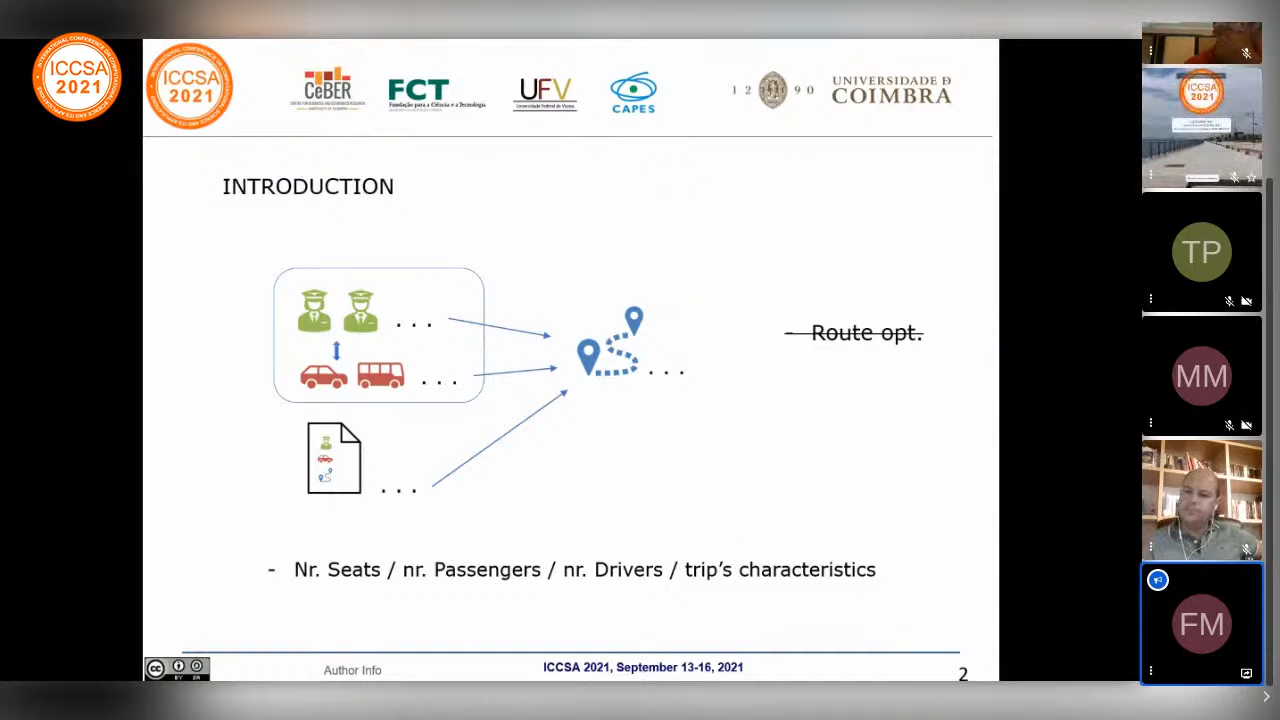 ICCSA
2021
ICCSA
2021
CeBER
FCT
Fundação para a Ciência e a Tecnologia
UFV
Universidade Federal de Viçosa
CAPES
1 2 9 0
UNIVERSIDADE D
COIMBRA
INTRODUCTION
. . .
. . .
. . .
. . .
- Route opt.
- Nr. Seats / nr. Passengers / nr. Drivers / trip's characteristics
Author Info
ICCSA 2021, September 13-16, 2021
2
cc
BY
ICCSA
2021
TP
MM
FM